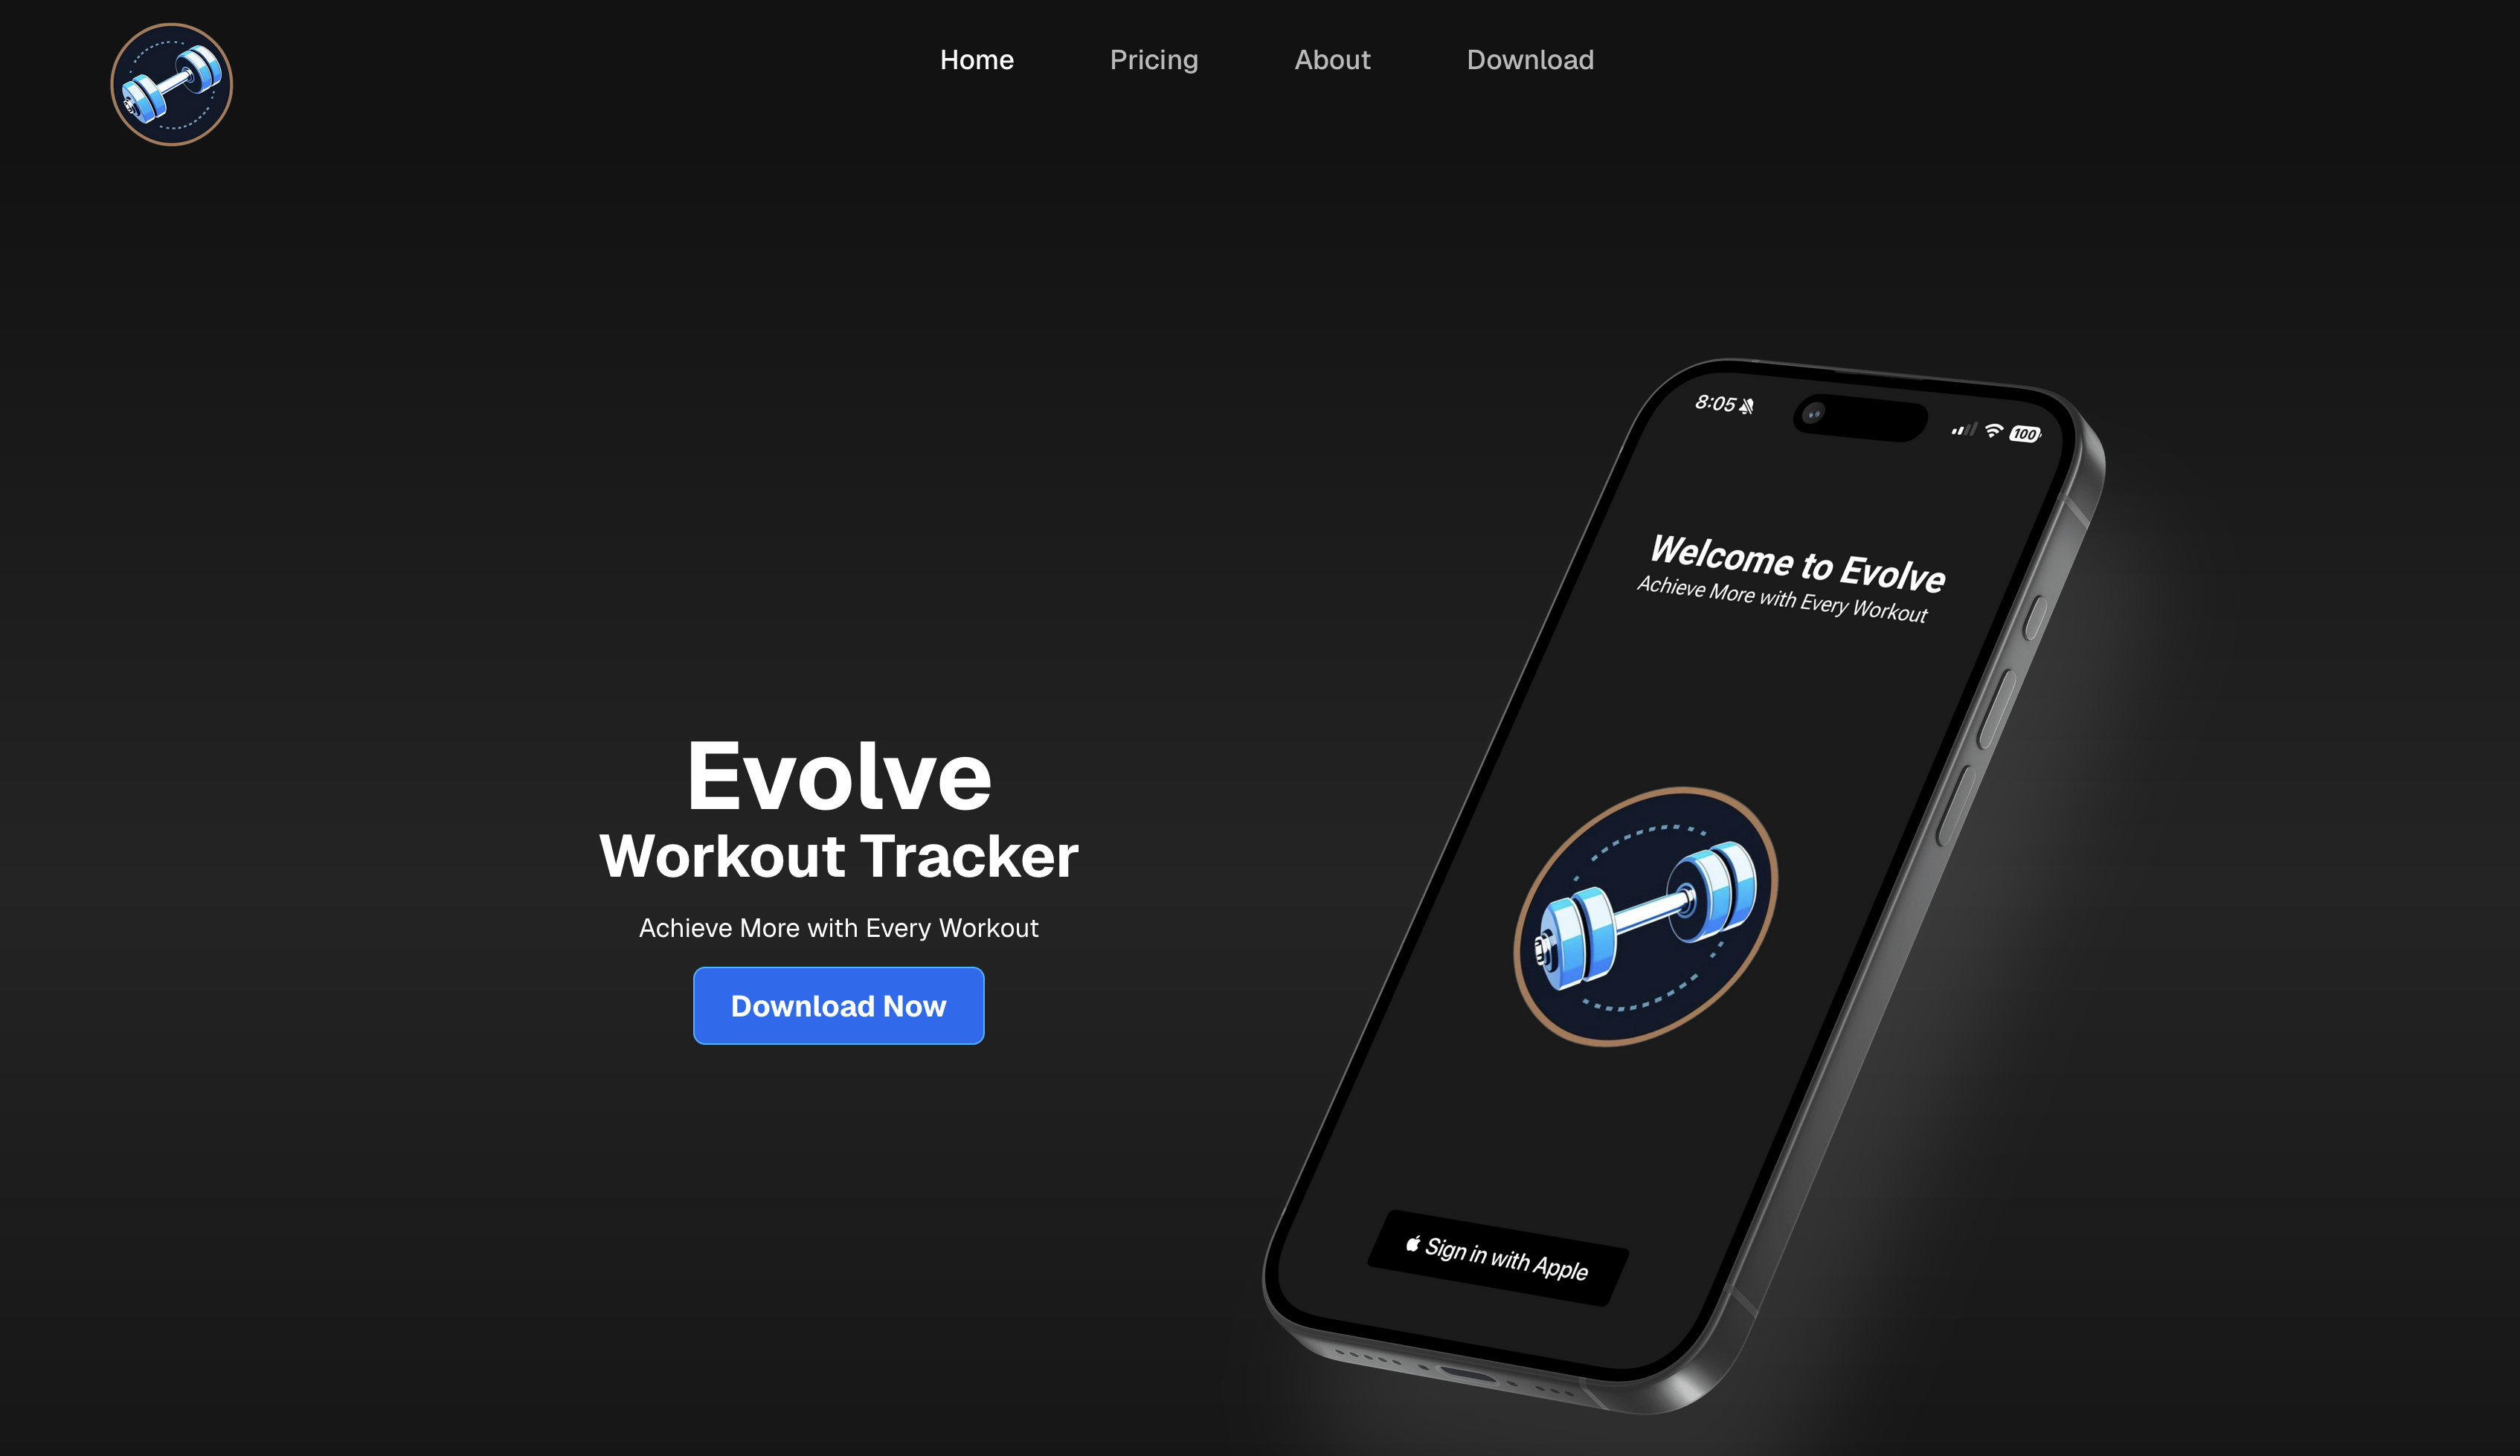 Home
Pricing
About
Download
8:05
100
Welcome to Evolve
Achieve More with Every Workout
Evolve
Workout Tracker
Achieve More with Every Workout
Download Now
Sign in with Apple